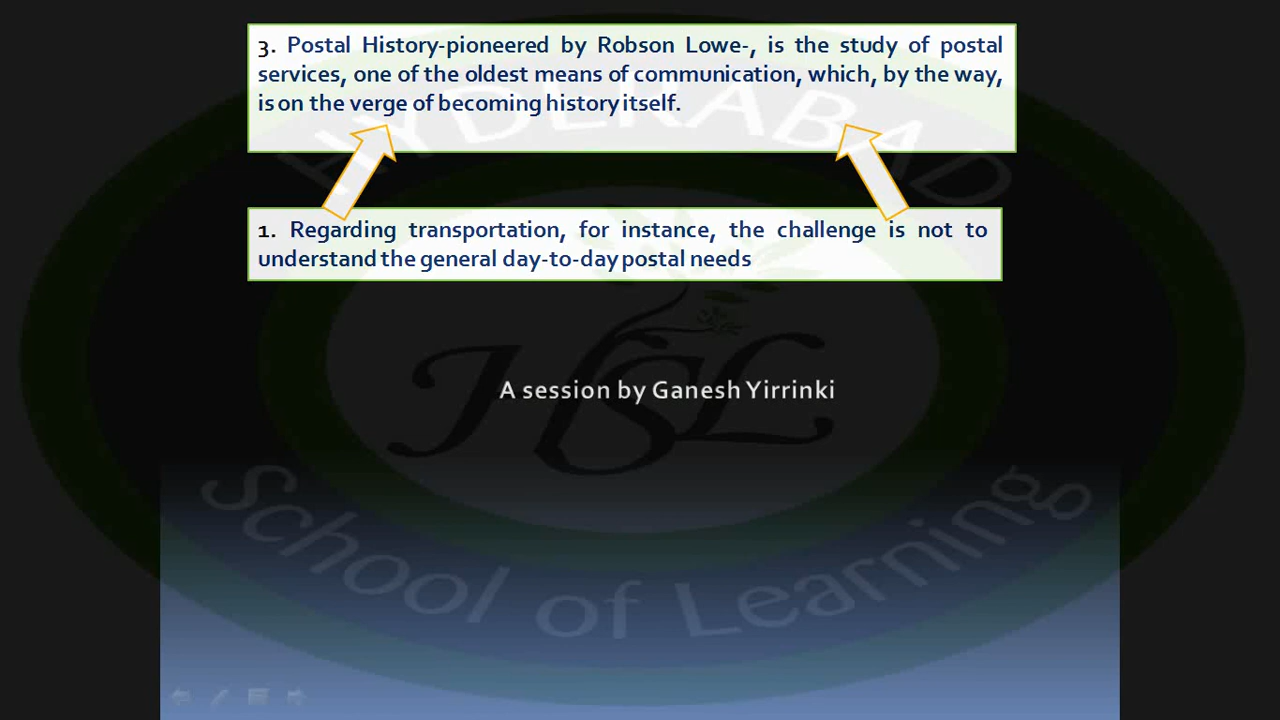 3. Postal History-pioneered by Robson Lowe-, is the study of postal
services, one of the oldest means of communication, which, by the way,
is on the verge of becoming history itself.
HYDERABAD
1. Regarding transportation, for instance, the challenge is not to
understand the general day-to-day postal needs
HSL
A session by Ganesh Yirrinki
School of Learning